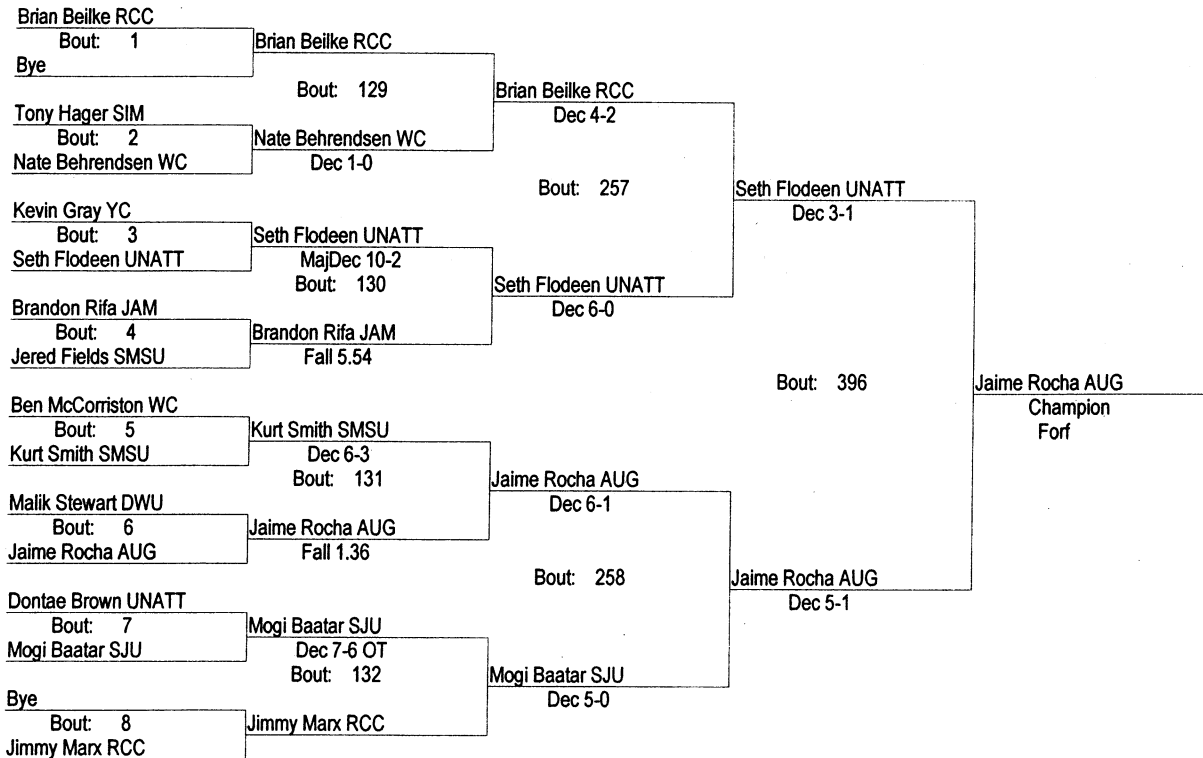 Brian Beilke RCC
Bout: 1
Bye
Brian Beilke RCC
Bout: 129
Tony Hager SIM
Bout: 2
Nate Behrendsen WC
Nate Behrendsen WC
Dec 1-0
Brian Beilke RCC
Dec 4-2
Bout: 257
Kevin Gray YC
Bout: 3
Seth Flodeen UNATT
Seth Flodeen UNATT
MajDec 10-2
Bout: 130
Brandon Rifa JAM
Bout: 4
Jered Fields SMSU
Brandon Rifa JAM
Fall 5.54
Seth Flodeen UNATT
Dec 6-0
Seth Flodeen UNATT
Dec 3-1
Bout: 396
Jaime Rocha AUG
Champion
Forf
Ben McCorriston WC
Bout: 5
Kurt Smith SMSU
Kurt Smith SMSU
Dec 6-3
Bout: 131
Malik Stewart DWU
Bout: 6
Jaime Rocha AUG
Jaime Rocha AUG
Fall 1.36
Jaime Rocha AUG
Dec 6-1
Bout: 258
Jaime Rocha AUG
Dec 5-1
Dontae Brown UNATT
Bout: 7
Mogi Baatar SJU
Mogi Baatar SJU
Dec 7-6 OT
Bout: 132
Mogi Baatar SJU
Dec 5-0
Bye
Bout: 8
Jimmy Marx RCC
Jimmy Marx RCC